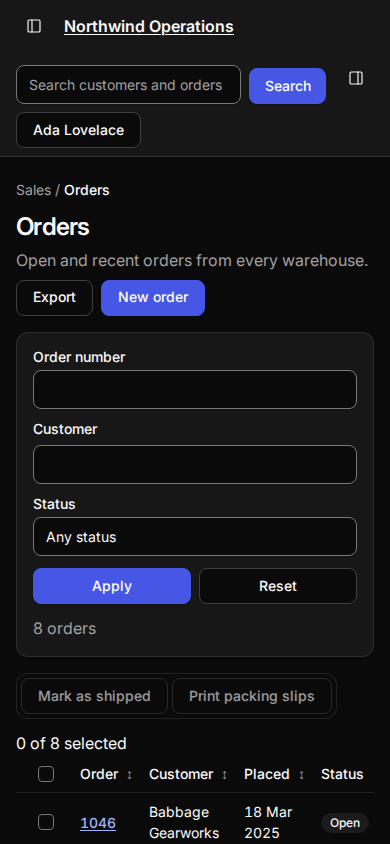 Northwind Operations
Search customers and orders
Search
Ada Lovelace
Sales / Orders
Orders
Open and recent orders from every warehouse.
Export
New order
Order number
Customer
Status
Any status
Apply
Reset
8 orders
Mark as shipped
Print packing slips
0 of 8 selected
Order ↕ Customer ↕ Placed ↕ Status
1046 Babbage Gearworks 18 Mar 2025 Open